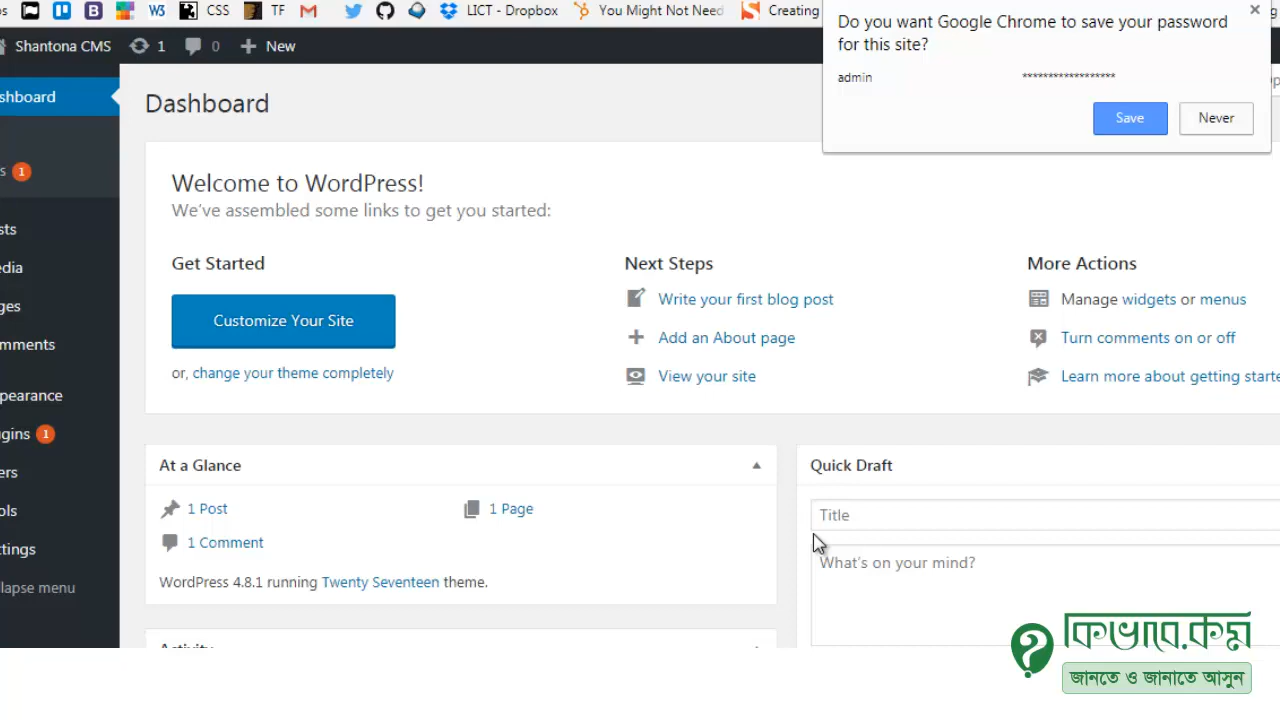 CSS
TF
LICT - Dropbox
You Might Not Need
Creating
Shantona CMS 1 0 New
Do you want Google Chrome to save your password
for this site?
admin ******************
Save Never
shboard
Dashboard
s 1
sts
edia
ges
mments
pearance
ugins 1
ers
ols
ttings
llapse menu
Welcome to WordPress!
We've assembled some links to get you started:
Get Started
Customize Your Site
or, change your theme completely
Next Steps
Write your first blog post
Add an About page
View your site
More Actions
Manage widgets or menus
Turn comments on or off
Learn more about getting starte
At a Glance
1 Post 1 Page
1 Comment
WordPress 4.8.1 running Twenty Seventeen theme.
Activity
Quick Draft
Title
What's on your mind?
কিভাবে.কম
জানতে ও জানাতে আসুন